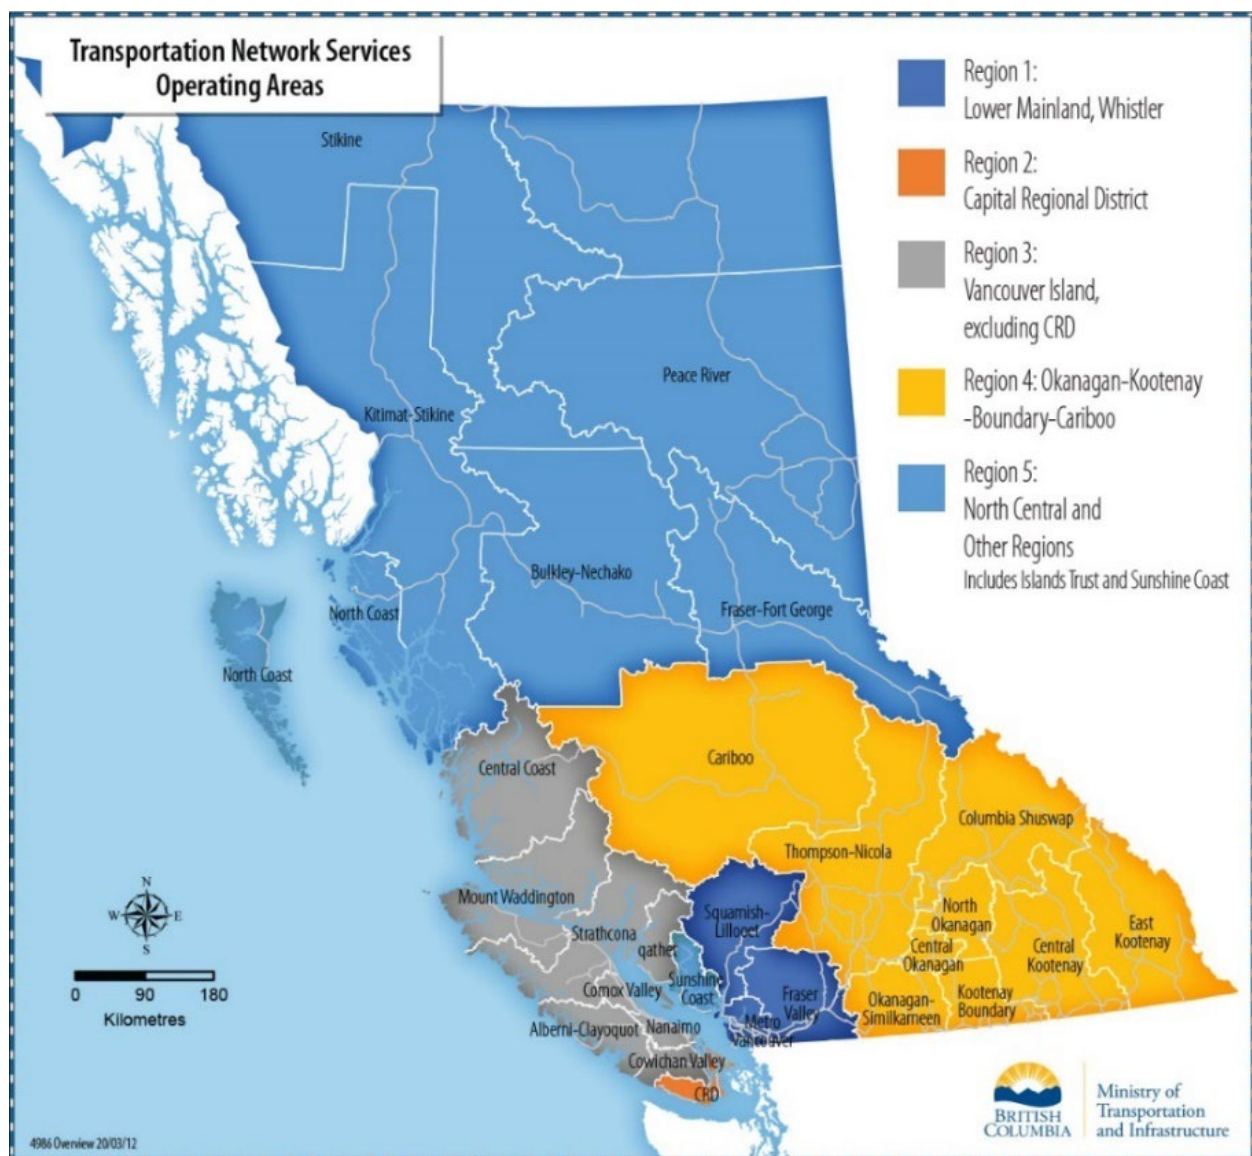 Transportation Network Services
Operating Areas
Region 1:
Lower Mainland, Whistler
Region 2:
Capital Regional District
Region 3:
Vancouver Island,
excluding CRD
Region 4: Okanagan-Kootenay
-Boundary-Cariboo
Region 5:
North Central and
Other Regions
Includes Islands Trust and Sunshine Coast
Stikine
Peace River
Kitimat-Stikine
Bulkley-Nechako
North Coast
Fraser-Fort George
North Coast
Central Coast
Cariboo
Columbia Shuswap
Thompson-Nicola
Mount Waddington
Squamish-
Lillooet
North
Okanagan
East
Kootenay
Strathcona
qathet
Central
Okanagan
Central
Kootenay
Sunshine
Coast
Comox Valley
Fraser
Valley
Okanagan-
Similkameen
Kootenay
Boundary
Alberni-Clayoquot
Nanaimo
Metro
Vancouver
Cowichan Valley
CRD
N
W E
S
0 90 180
Kilometres
BRITISH
COLUMBIA
Ministry of
Transportation
and Infrastructure
4986 Overview 20/03/12